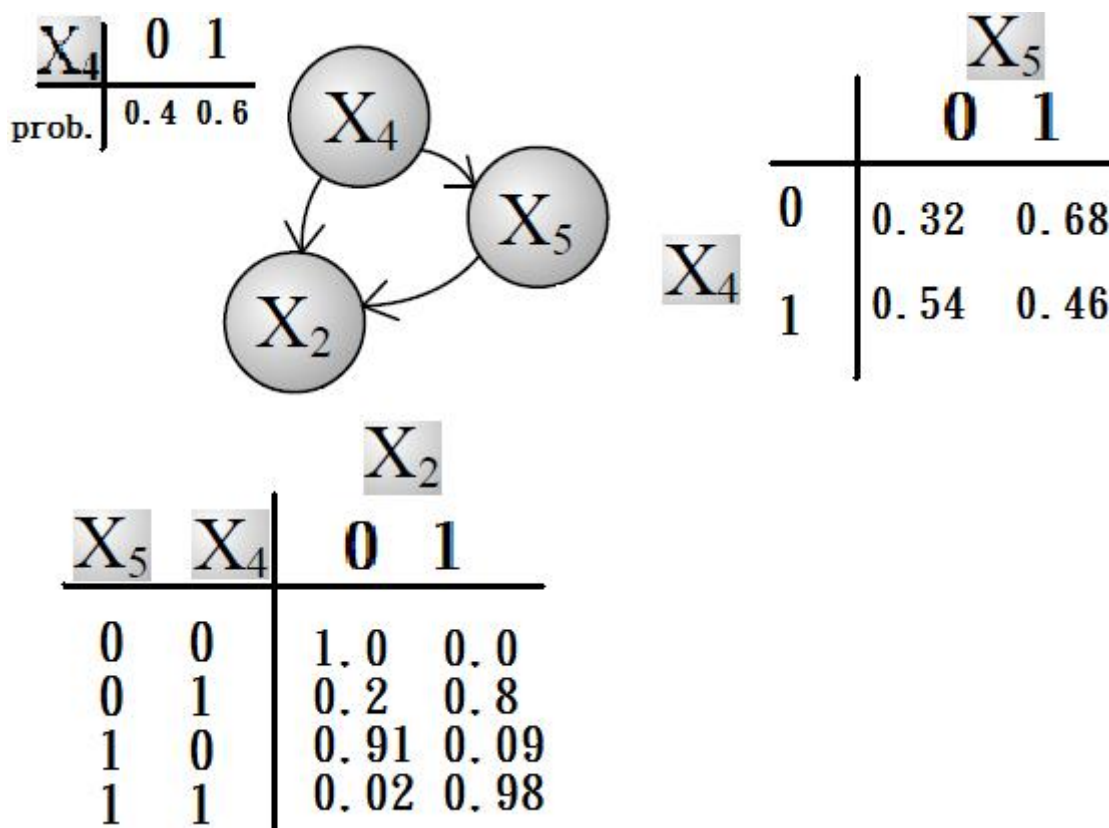 X₄ 0 1
prob. 0.4 0.6
X₄
X₅
X₂
X₅
0 1
X₄
0 0.32 0.68
1 0.54 0.46
X₂
X₅ X₄ 0 1
0 0 1.0 0.0
0 1 0.2 0.8
1 0 0.91 0.09
1 1 0.02 0.98